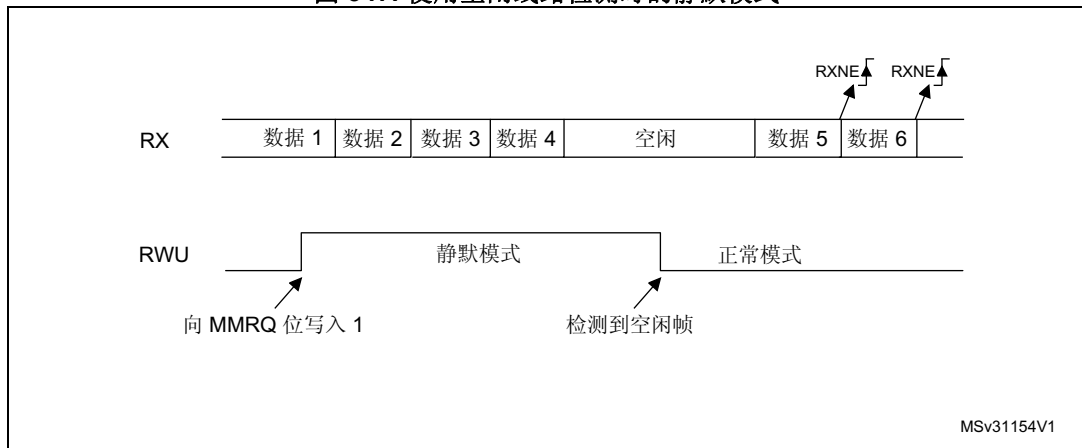 RXNE RXNE
RX 数据 1 数据 2 数据 3 数据 4 空闲 数据 5 数据 6
RWU 静默模式 正常模式
向 MMRQ 位写入 1 检测到空闲帧
MSv31154V1